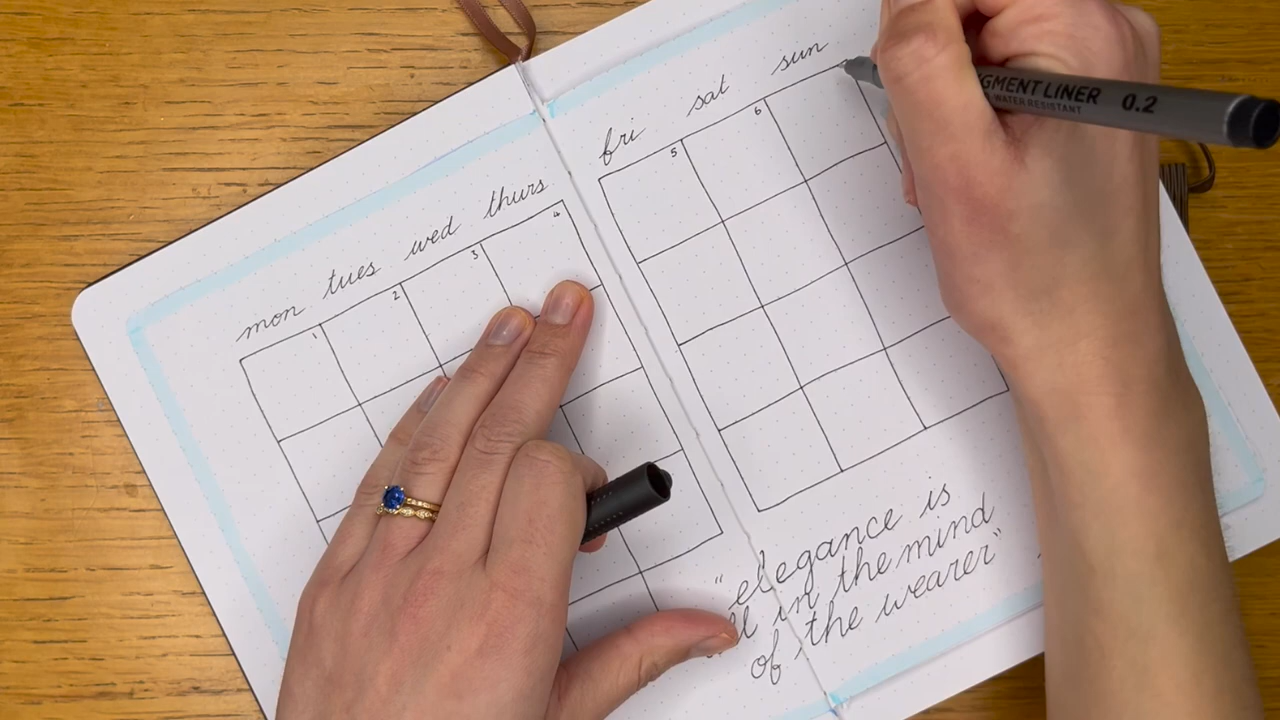 mon tues wed thurs fri sat sun
1 2 3 4 5 6
"elegance is
in the mind
of the wearer"
PIGMENT LINER 0.2
WATER RESISTANT